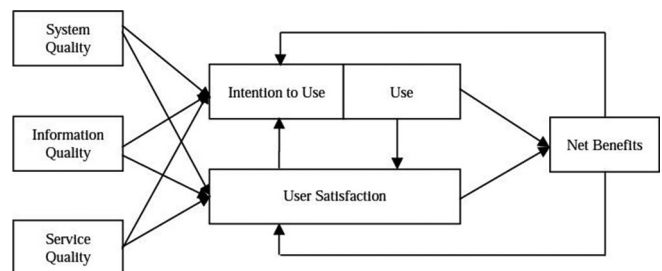 System
Quality
Intention to Use
Use
Information
Quality
Net Benefits
User Satisfaction
Service
Quality